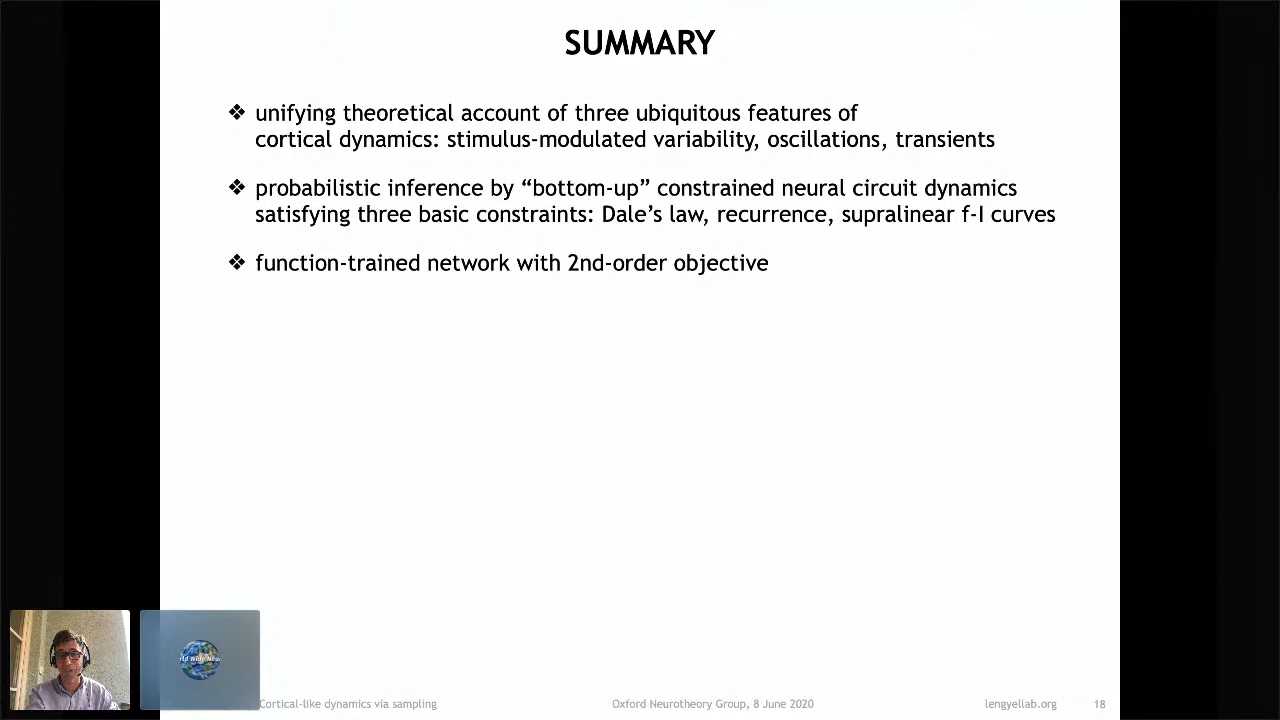 SUMMARY
❖ unifying theoretical account of three ubiquitous features of
cortical dynamics: stimulus-modulated variability, oscillations, transients
❖ probabilistic inference by “bottom-up” constrained neural circuit dynamics
satisfying three basic constraints: Dale’s law, recurrence, supralinear f-I curves
❖ function-trained network with 2nd-order objective
Cortical-like dynamics via sampling
Oxford Neurotheory Group, 8 June 2020
lengyellab.org
18